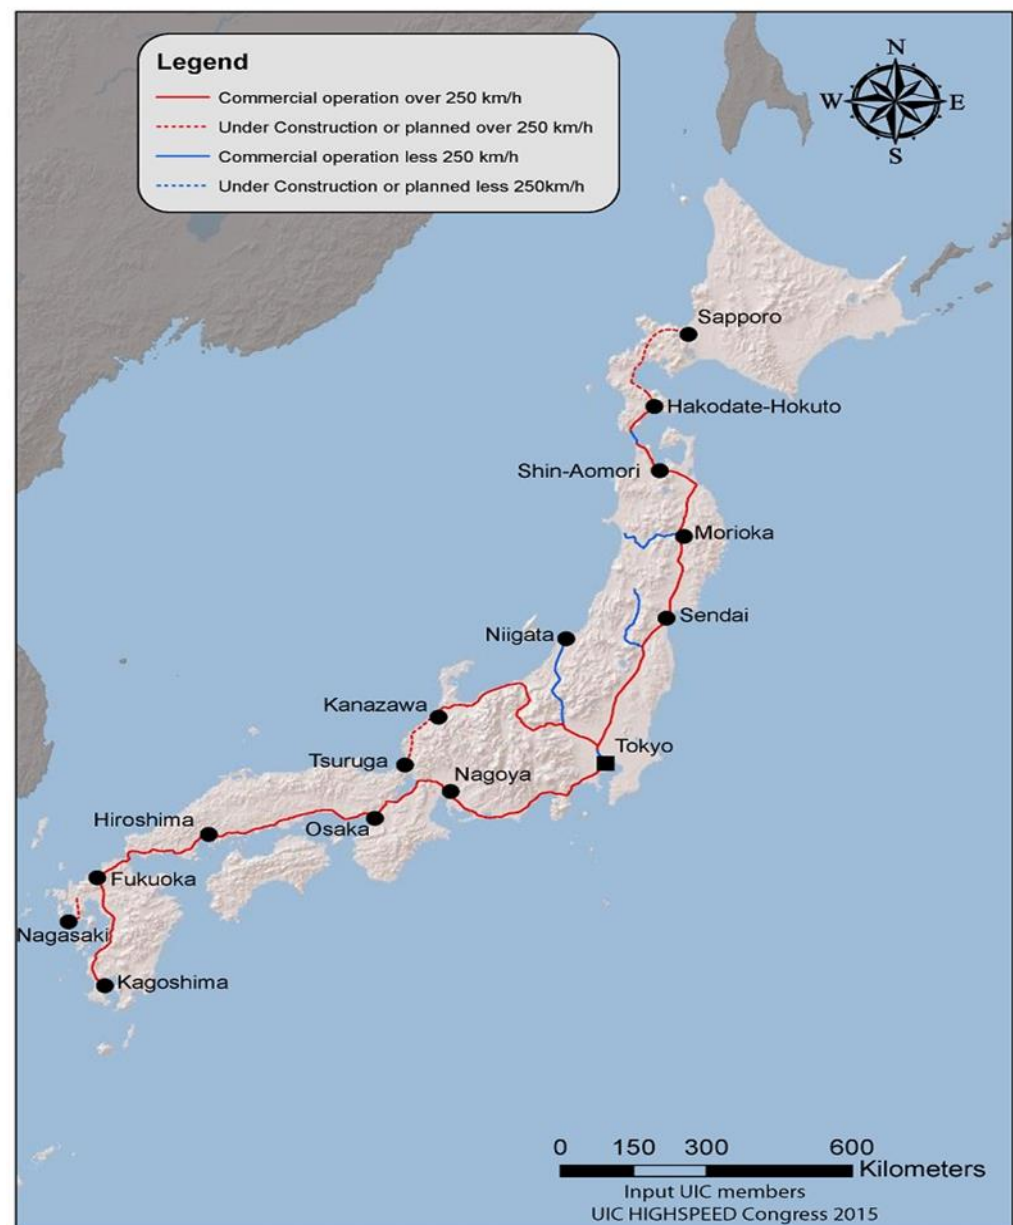 Legend
Commercial operation over 250 km/h
Under Construction or planned over 250 km/h
Commercial operation less 250 km/h
Under Construction or planned less 250km/h
N
W E
S
Sapporo
Hakodate-Hokuto
Shin-Aomori
Morioka
Sendai
Niigata
Kanazawa
Tokyo
Tsuruga
Nagoya
Hiroshima
Osaka
Fukuoka
Nagasaki
Kagoshima
0 150 300 600
Kilometers
Input UIC members
UIC HIGHSPEED Congress 2015